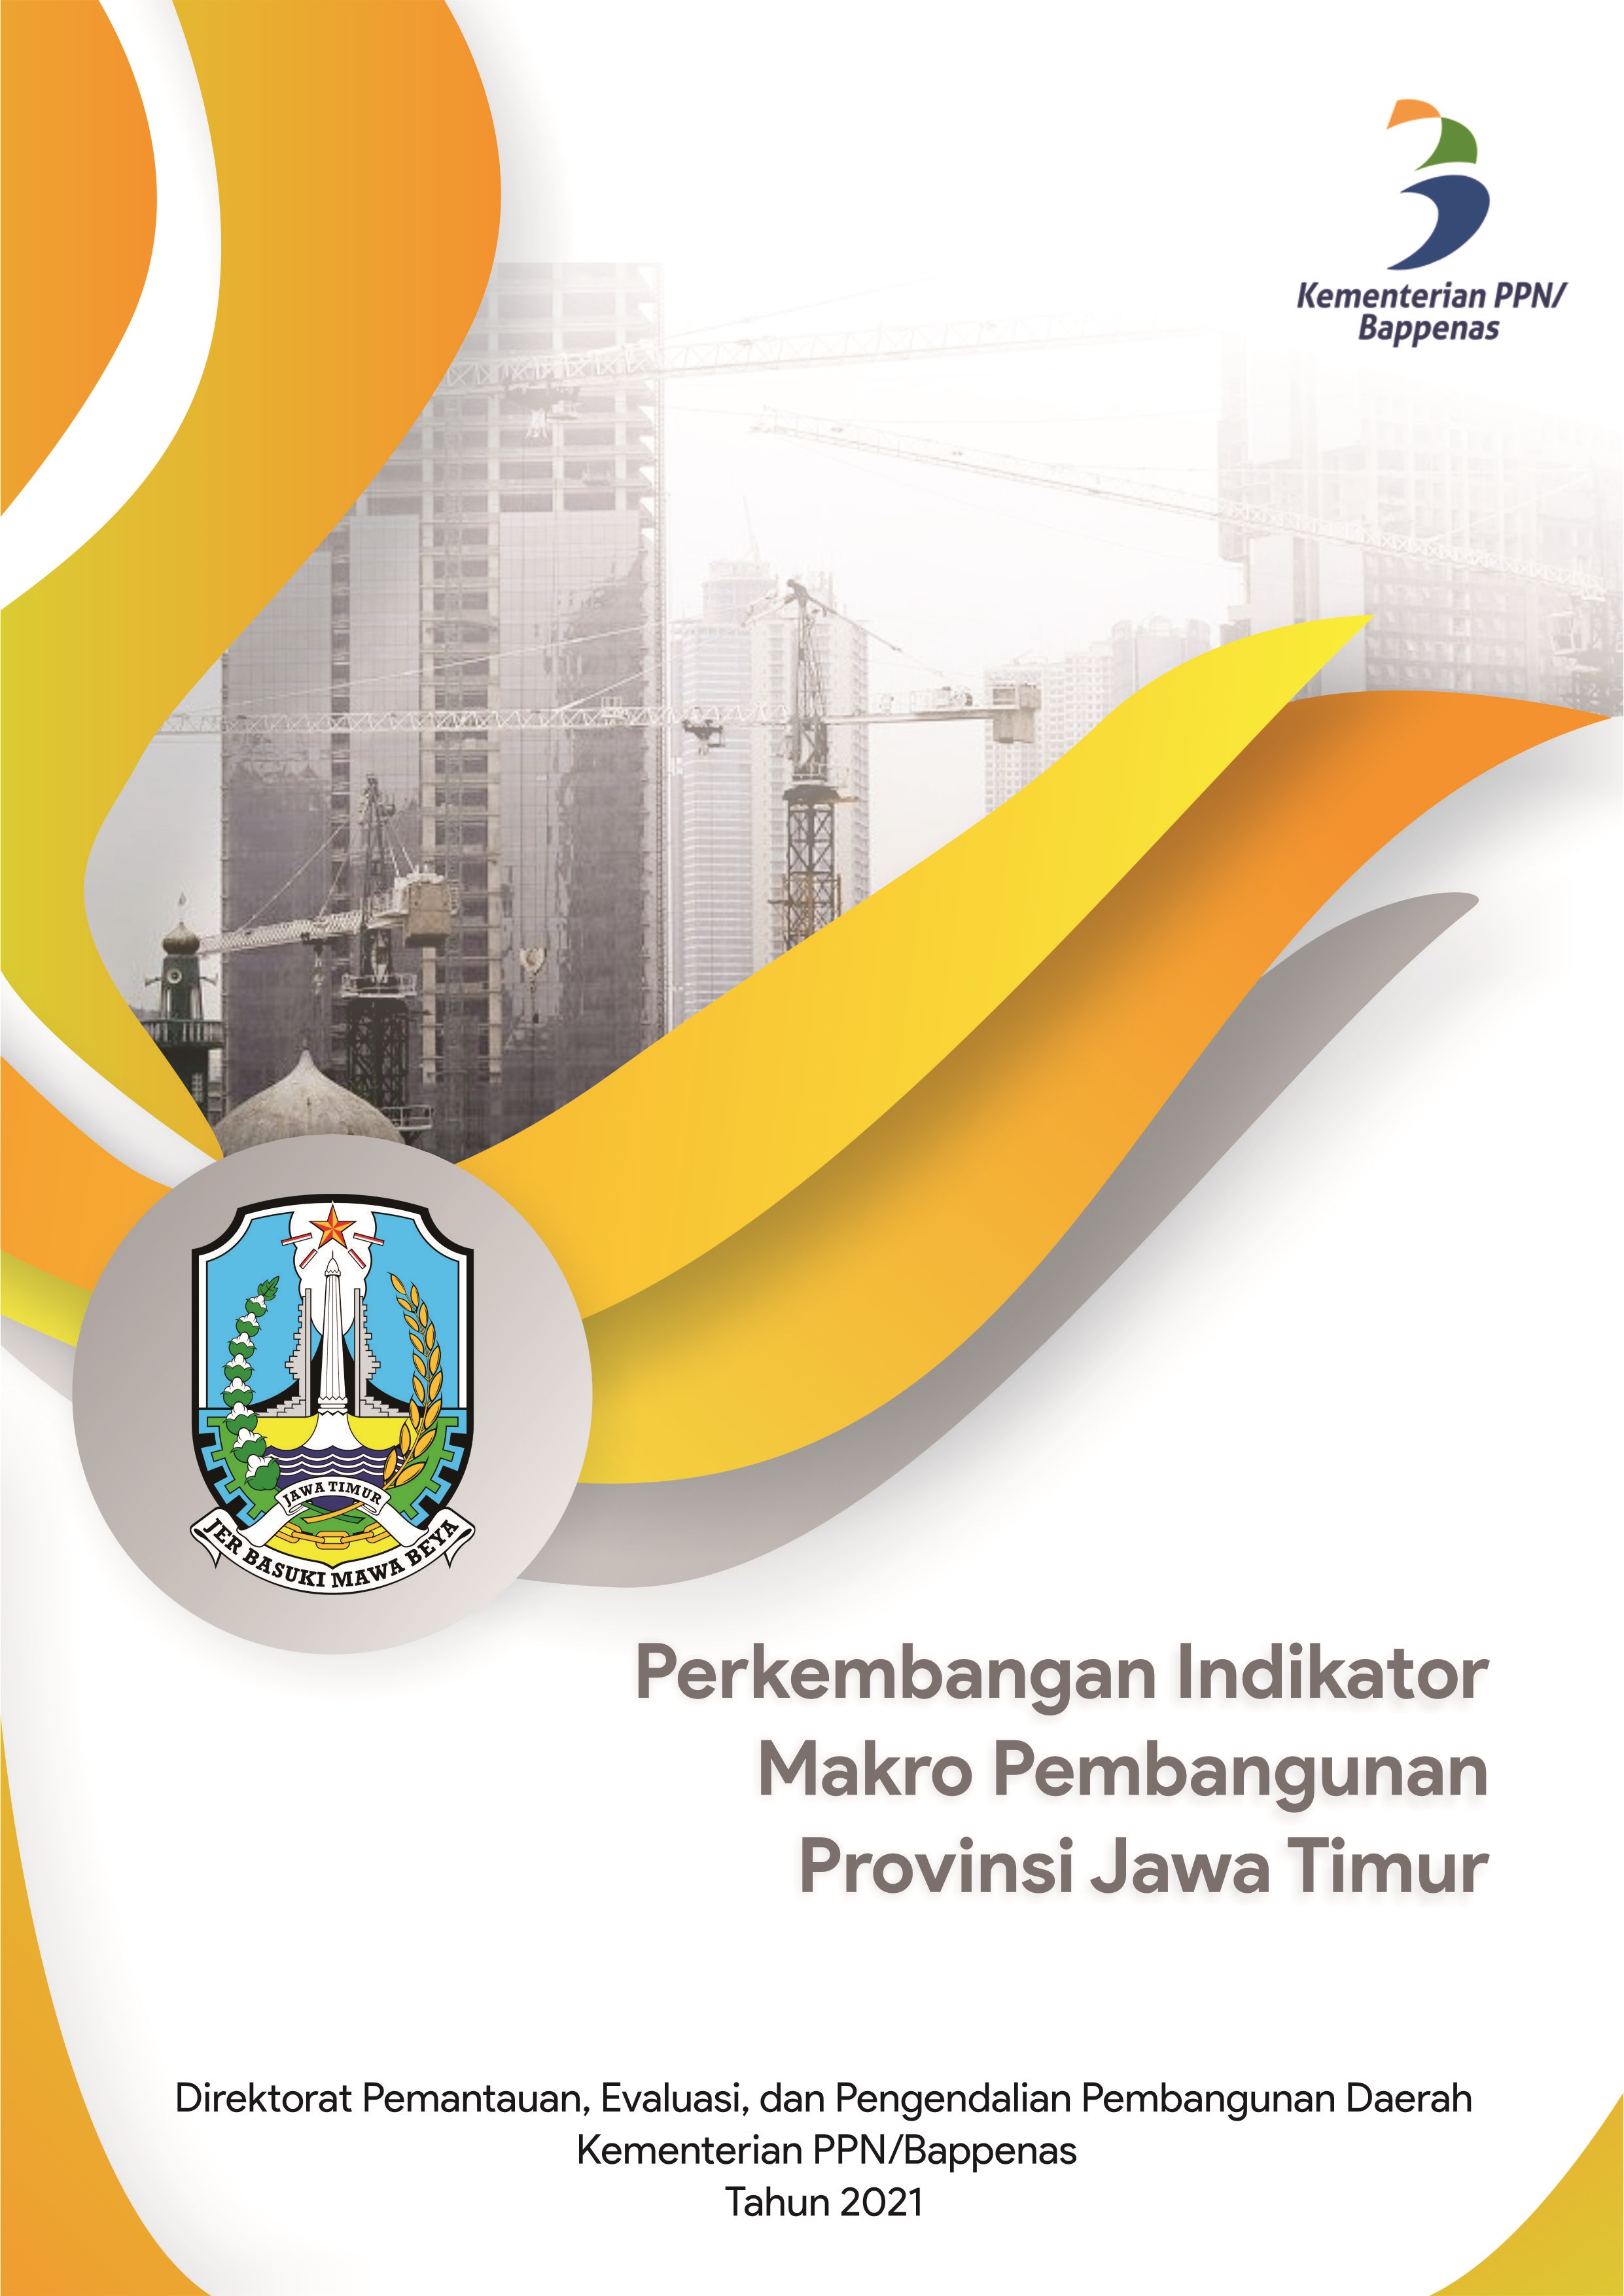 Kementerian PPN/
Bappenas
JAWA TIMUR
JER BASUKI MAWA BEYA
Perkembangan Indikator
Makro Pembangunan
Provinsi Jawa Timur
Direktorat Pemantauan, Evaluasi, dan Pengendalian Pembangunan Daerah
Kementerian PPN/Bappenas
Tahun 2021